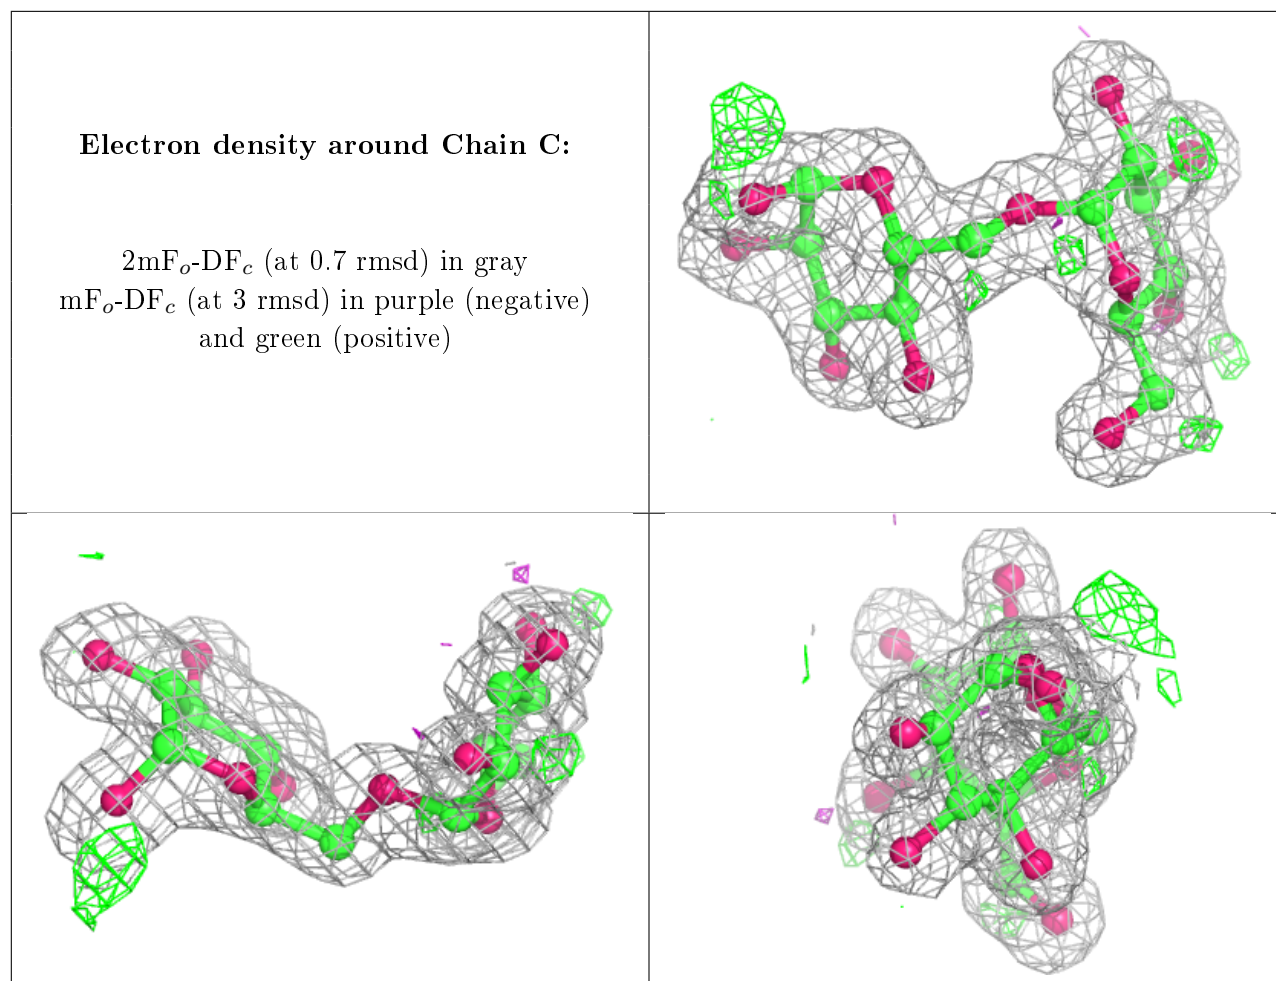 Electron density around Chain C:
2mFₒ-DF𝒸 (at 0.7 rmsd) in gray
mFₒ-DF𝒸 (at 3 rmsd) in purple (negative)
and green (positive)